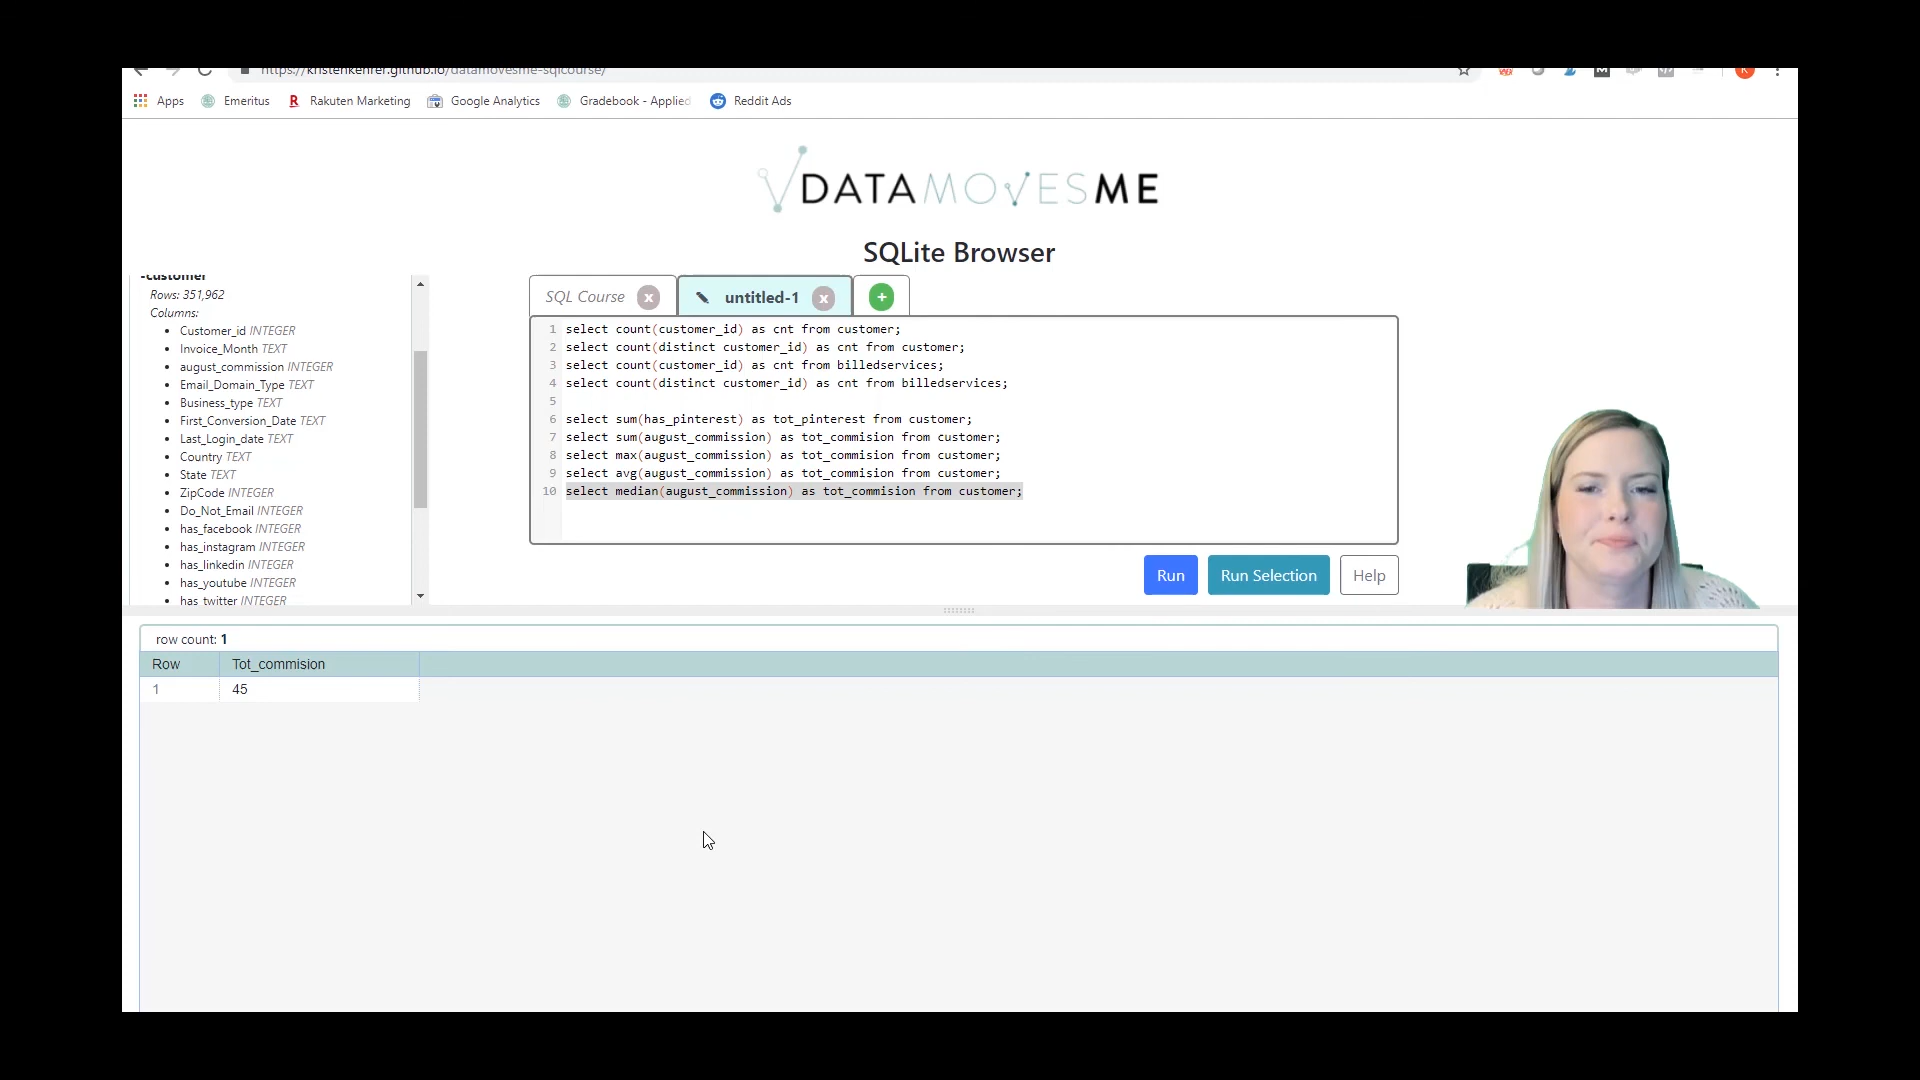 https://kristenkehrer.github.io/datamovesme-sqlcourse/
Apps Emeritus R Rakuten Marketing Google Analytics Gradebook - Applied Reddit Ads
DATAMOVESME
SQLite Browser
-customer
Rows: 351,962
Columns:
Customer_id INTEGER
Invoice_Month TEXT
august_commission INTEGER
Email_Domain_Type TEXT
Business_type TEXT
First_Conversion_Date TEXT
Last_Login_date TEXT
Country TEXT
State TEXT
ZipCode INTEGER
Do_Not_Email INTEGER
has_facebook INTEGER
has_instagram INTEGER
has_linkedin INTEGER
has_youtube INTEGER
has_twitter INTEGER
SQL Course x untitled-1 x +
1 select count(customer_id) as cnt from customer;
2 select count(distinct customer_id) as cnt from customer;
3 select count(customer_id) as cnt from billedservices;
4 select count(distinct customer_id) as cnt from billedservices;
5
6 select sum(has_pinterest) as tot_pinterest from customer;
7 select sum(august_commission) as tot_commision from customer;
8 select max(august_commission) as tot_commision from customer;
9 select avg(august_commission) as tot_commision from customer;
10 select median(august_commission) as tot_commision from customer;
Run Run Selection Help
row count: 1
Row Tot_commision
1 45